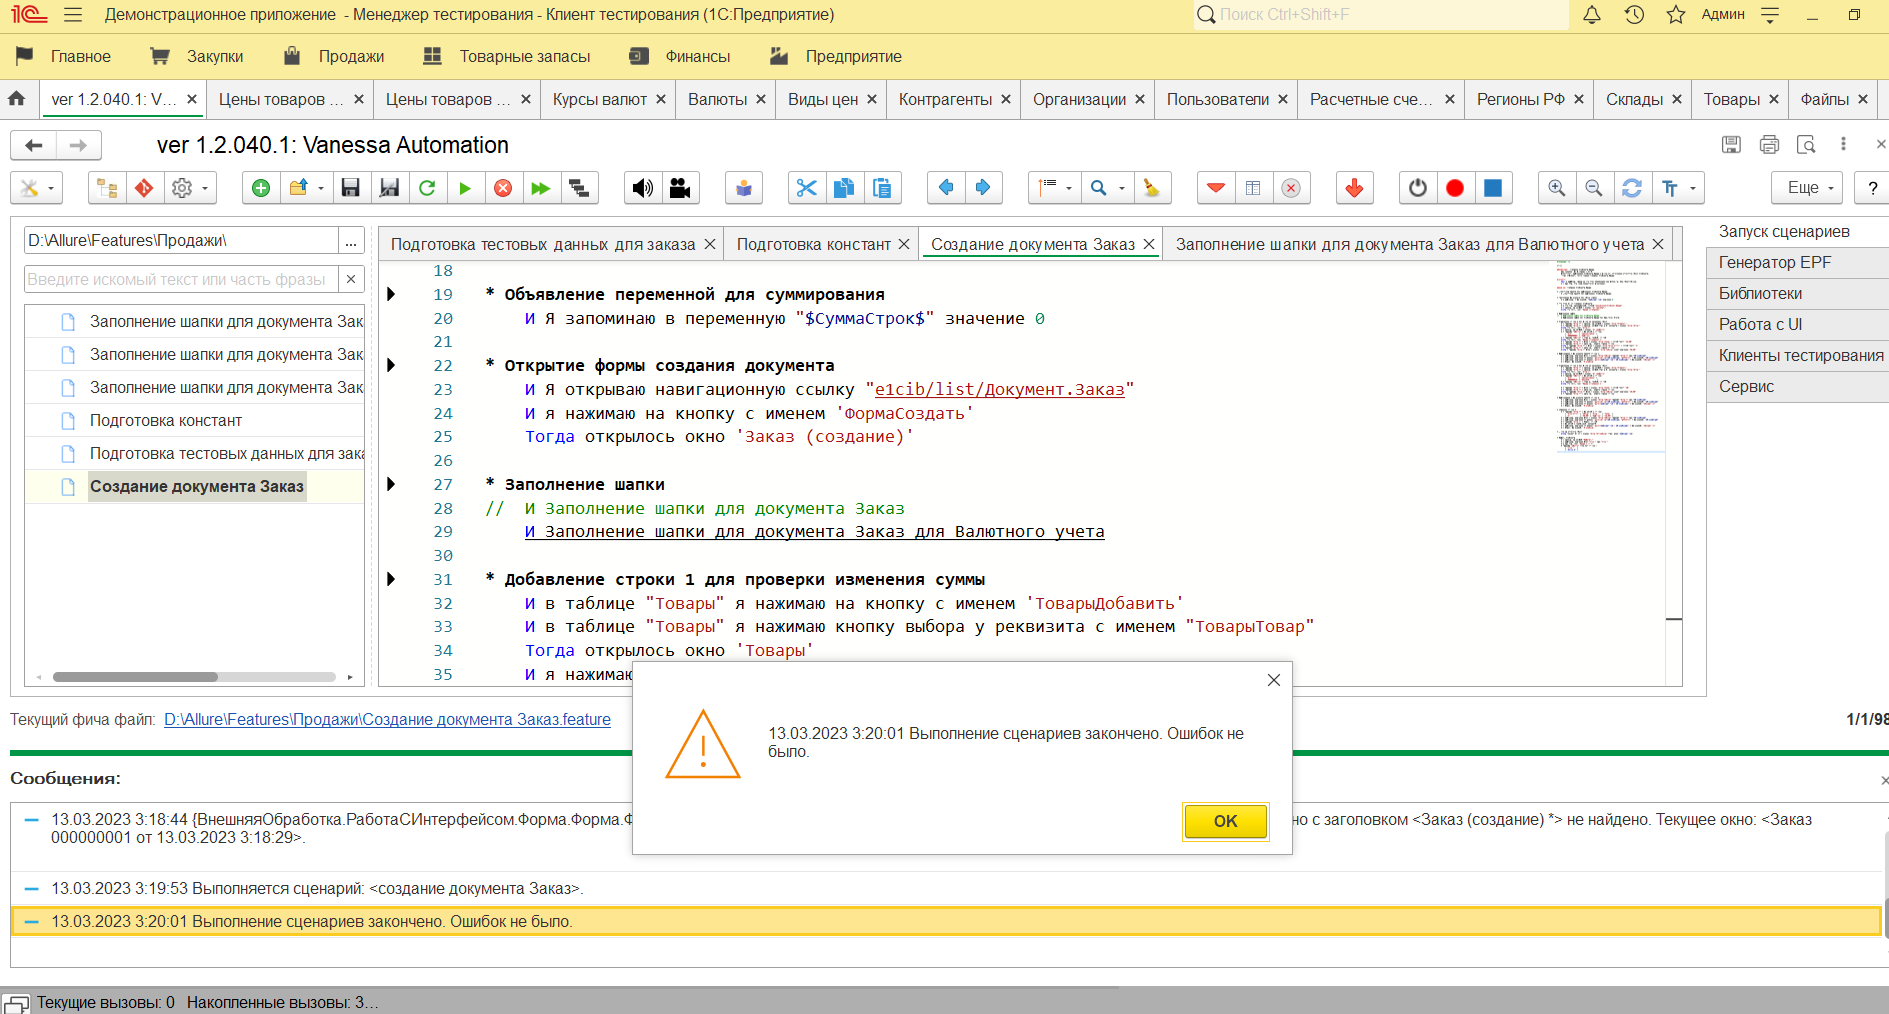 Демонстрационное приложение - Менеджер тестирования - Клиент тестирования (1С:Предприятие)
Поиск Ctrl+Shift+F
Админ
Главное Закупки Продажи Товарные запасы Финансы Предприятие
ver 1.2.040.1: V... × Цены товаров ... × Цены товаров ... × Курсы валют × Валюты × Виды цен × Контрагенты × Организации × Пользователи × Расчетные сче... × Регионы РФ × Склады × Товары × Файлы ×
ver 1.2.040.1: Vanessa Automation
Еще ?
D:\Allure\Features\Продажи\ ...
Введите искомый текст или часть фразы ×
Заполнение шапки для документа Зак
Заполнение шапки для документа Зак
Заполнение шапки для документа Зак
Подготовка констант
Подготовка тестовых данных для зака
Создание документа Заказ
Подготовка тестовых данных для заказа × Подготовка констант × Создание документа Заказ × Заполнение шапки для документа Заказ для Валютного учета ×
18
19 * Объявление переменной для суммирования
20 И Я запоминаю в переменную "$СуммаСтрок$" значение 0
21
22 * Открытие формы создания документа
23 И Я открываю навигационную ссылку "e1cib/list/Документ.Заказ"
24 И я нажимаю на кнопку с именем 'ФормаСоздать'
25 Тогда открылось окно 'Заказ (создание)'
26
27 * Заполнение шапки
28 // И Заполнение шапки для документа Заказ
29 И Заполнение шапки для документа Заказ для Валютного учета
30
31 * Добавление строки 1 для проверки изменения суммы
32 И в таблице "Товары" я нажимаю на кнопку с именем 'ТоварыДобавить'
33 И в таблице "Товары" я нажимаю кнопку выбора у реквизита с именем "ТоварыТовар"
34 Тогда открылось окно 'Товары'
35 И я нажимаю
Запуск сценариев
Генератор EPF
Библиотеки
Работа с UI
Клиенты тестирования
Сервис
Текущий фича файл: D:\Allure\Features\Продажи\Создание документа Заказ.feature
1/1/98
13.03.2023 3:20:01 Выполнение сценариев закончено. Ошибок не
было.
OK
Сообщения:
13.03.2023 3:18:44 {ВнешняяОбработка.РаботаСИнтерфейсом.Форма.Форма.Ф но с заголовком <Заказ (создание) *> не найдено. Текущее окно: <Заказ
000000001 от 13.03.2023 3:18:29>.
13.03.2023 3:19:53 Выполняется сценарий: <создание документа Заказ>.
13.03.2023 3:20:01 Выполнение сценариев закончено. Ошибок не было.
Текущие вызовы: 0 Накопленные вызовы: 3...